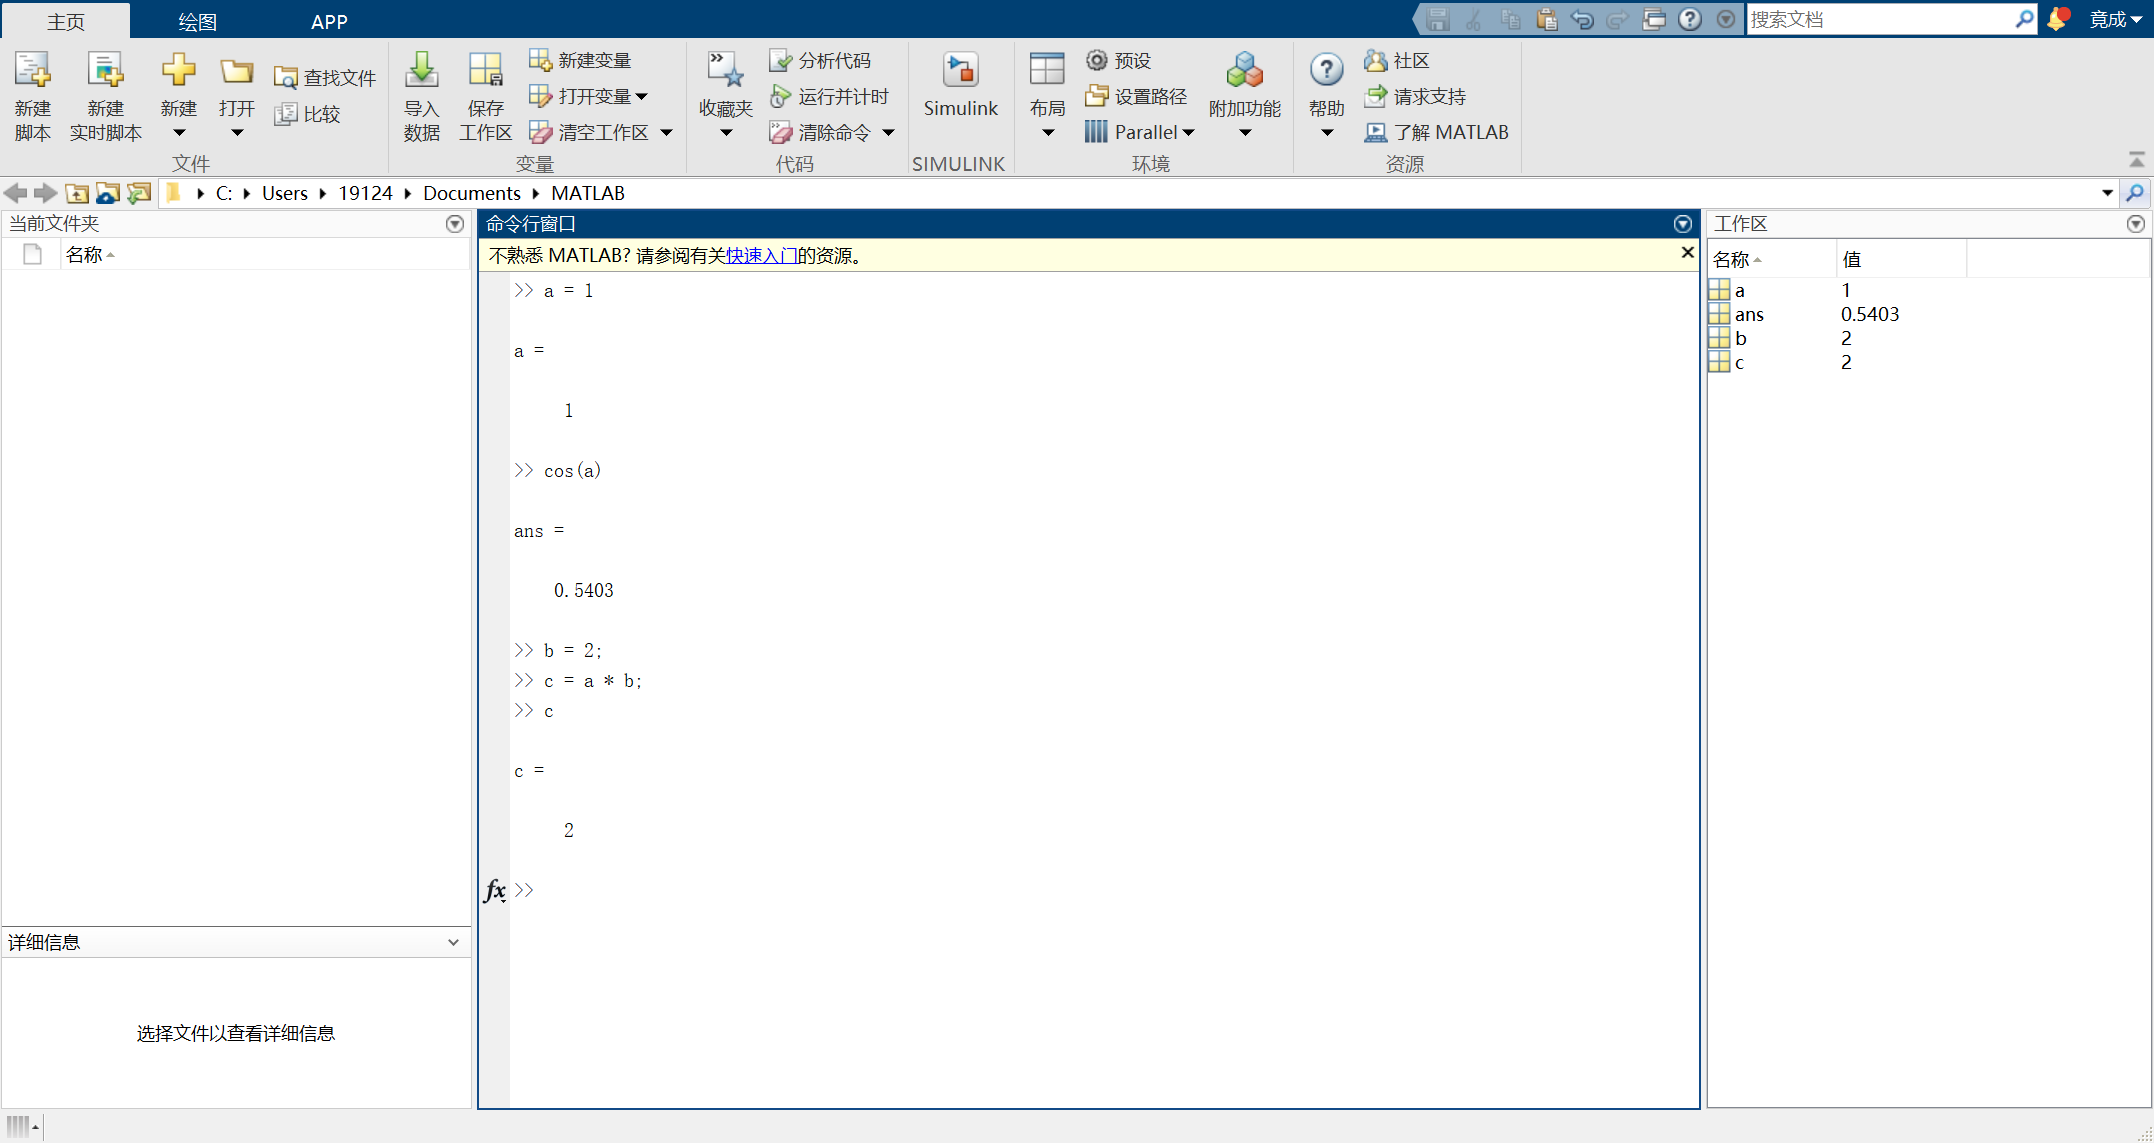 主页 绘图 APP 搜索文档 竟成
新建脚本 新建实时脚本 新建 打开 查找文件 比较 文件
导入数据 保存工作区 新建变量 打开变量 清空工作区 变量
收藏夹 分析代码 运行并计时 清除命令 代码
Simulink SIMULINK
布局 预设 设置路径 Parallel 附加功能 环境
帮助 社区 请求支持 了解 MATLAB 资源
C: Users 19124 Documents MATLAB
当前文件夹
名称
详细信息
选择文件以查看详细信息
命令行窗口
不熟悉 MATLAB? 请参阅有关快速入门的资源。
>> a = 1
a =
1
>> cos(a)
ans =
0.5403
>> b = 2;
>> c = a * b;
>> c
c =
2
fx >>
工作区
名称 值
a 1
ans 0.5403
b 2
c 2